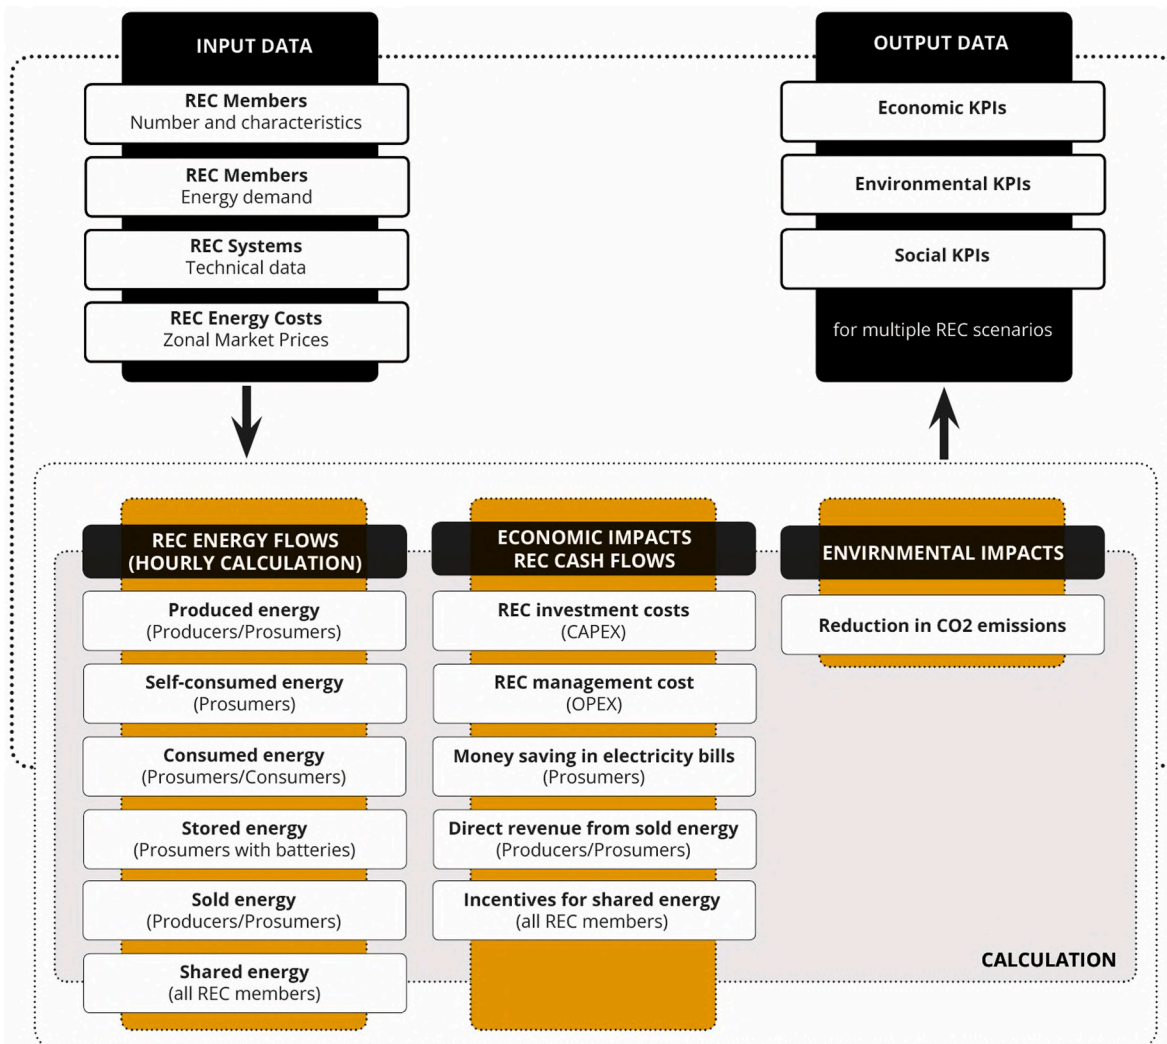 INPUT DATA
REC Members
Number and characteristics
REC Members
Energy demand
REC Systems
Technical data
REC Energy Costs
Zonal Market Prices
OUTPUT DATA
Economic KPIs
Environmental KPIs
Social KPIs
for multiple REC scenarios
REC ENERGY FLOWS
(HOURLY CALCULATION)
Produced energy
(Producers/Prosumers)
Self-consumed energy
(Prosumers)
Consumed energy
(Prosumers/Consumers)
Stored energy
(Prosumers with batteries)
Sold energy
(Producers/Prosumers)
Shared energy
(all REC members)
ECONOMIC IMPACTS
REC CASH FLOWS
REC investment costs
(CAPEX)
REC management cost
(OPEX)
Money saving in electricity bills
(Prosumers)
Direct revenue from sold energy
(Producers/Prosumers)
Incentives for shared energy
(all REC members)
ENVIRNMENTAL IMPACTS
Reduction in CO2 emissions
CALCULATION